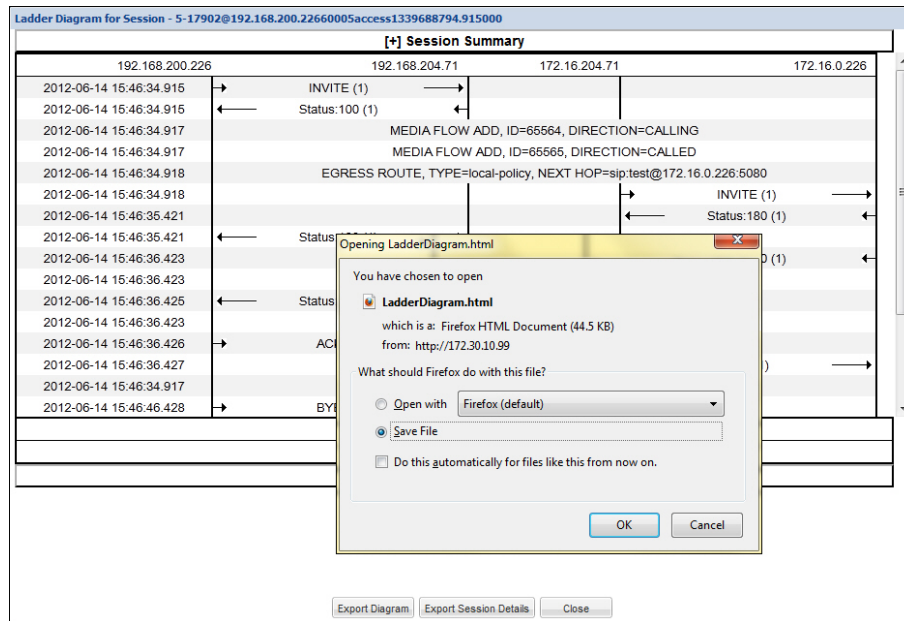 Ladder Diagram for Session - 5-17902@192.168.200.22660005access1339688794.915000
[+] Session Summary
192.168.200.226 192.168.204.71 172.16.204.71 172.16.0.226
2012-06-14 15:46:34.915 INVITE (1)
2012-06-14 15:46:34.915 Status:100 (1)
2012-06-14 15:46:34.917 MEDIA FLOW ADD, ID=65564, DIRECTION=CALLING
2012-06-14 15:46:34.917 MEDIA FLOW ADD, ID=65565, DIRECTION=CALLED
2012-06-14 15:46:34.918 EGRESS ROUTE, TYPE=local-policy, NEXT HOP=sip:test@172.16.0.226:5080
2012-06-14 15:46:34.918 INVITE (1)
2012-06-14 15:46:35.421 Status:180 (1)
2012-06-14 15:46:35.421 Status
2012-06-14 15:46:36.423 0 (1)
2012-06-14 15:46:36.423
2012-06-14 15:46:36.425 Status
2012-06-14 15:46:36.423
2012-06-14 15:46:36.426 AC
2012-06-14 15:46:36.427 )
2012-06-14 15:46:34.917
2012-06-14 15:46:46.428 BY
Opening LadderDiagram.html
You have chosen to open
LadderDiagram.html
which is a: Firefox HTML Document (44.5 KB)
from: http://172.30.10.99
What should Firefox do with this file?
Open with Firefox (default)
Save File
Do this automatically for files like this from now on.
OK Cancel
Export Diagram Export Session Details Close